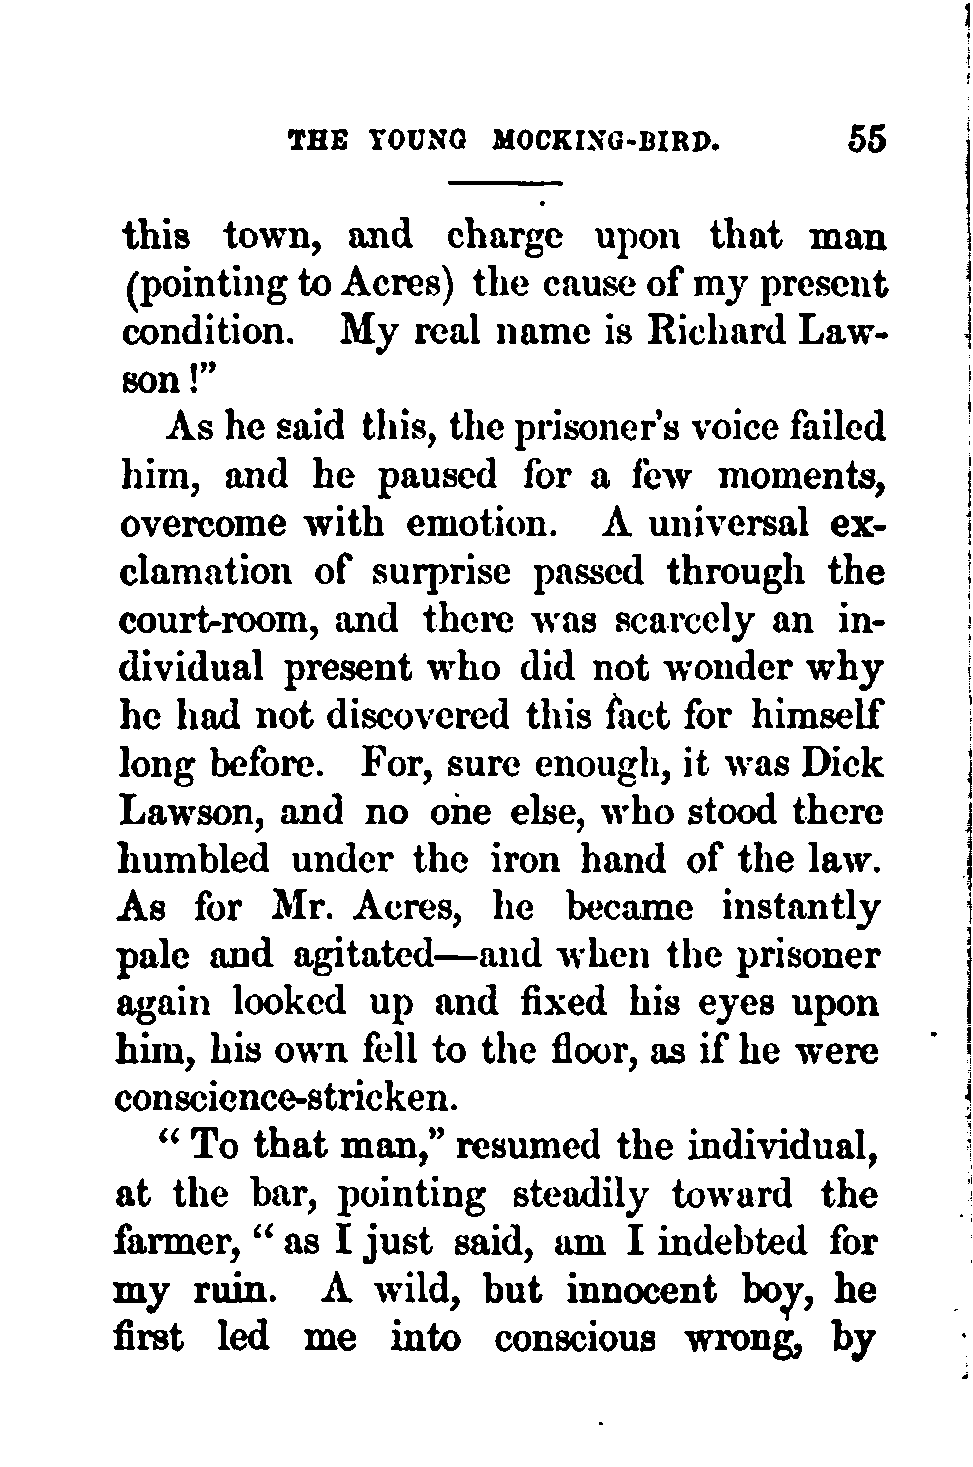 THE YOUNG MOCKING-BIRD. 55
this town, and charge upon that man
(pointing to Acres) the cause of my present
condition. My real name is Richard Law-
son!"
As he said this, the prisoner's voice failed
him, and he paused for a few moments,
overcome with emotion. A universal ex-
clamation of surprise passed through the
court-room, and there was scarcely an in-
dividual present who did not wonder why
he had not discovered this fact for himself
long before. For, sure enough, it was Dick
Lawson, and no one else, who stood there
humbled under the iron hand of the law.
As for Mr. Acres, he became instantly
pale and agitated—and when the prisoner
again looked up and fixed his eyes upon
him, his own fell to the floor, as if he were
conscience-stricken.
"To that man," resumed the individual,
at the bar, pointing steadily toward the
farmer, "as I just said, am I indebted for
my ruin. A wild, but innocent boy, he
first led me into conscious wrong, by